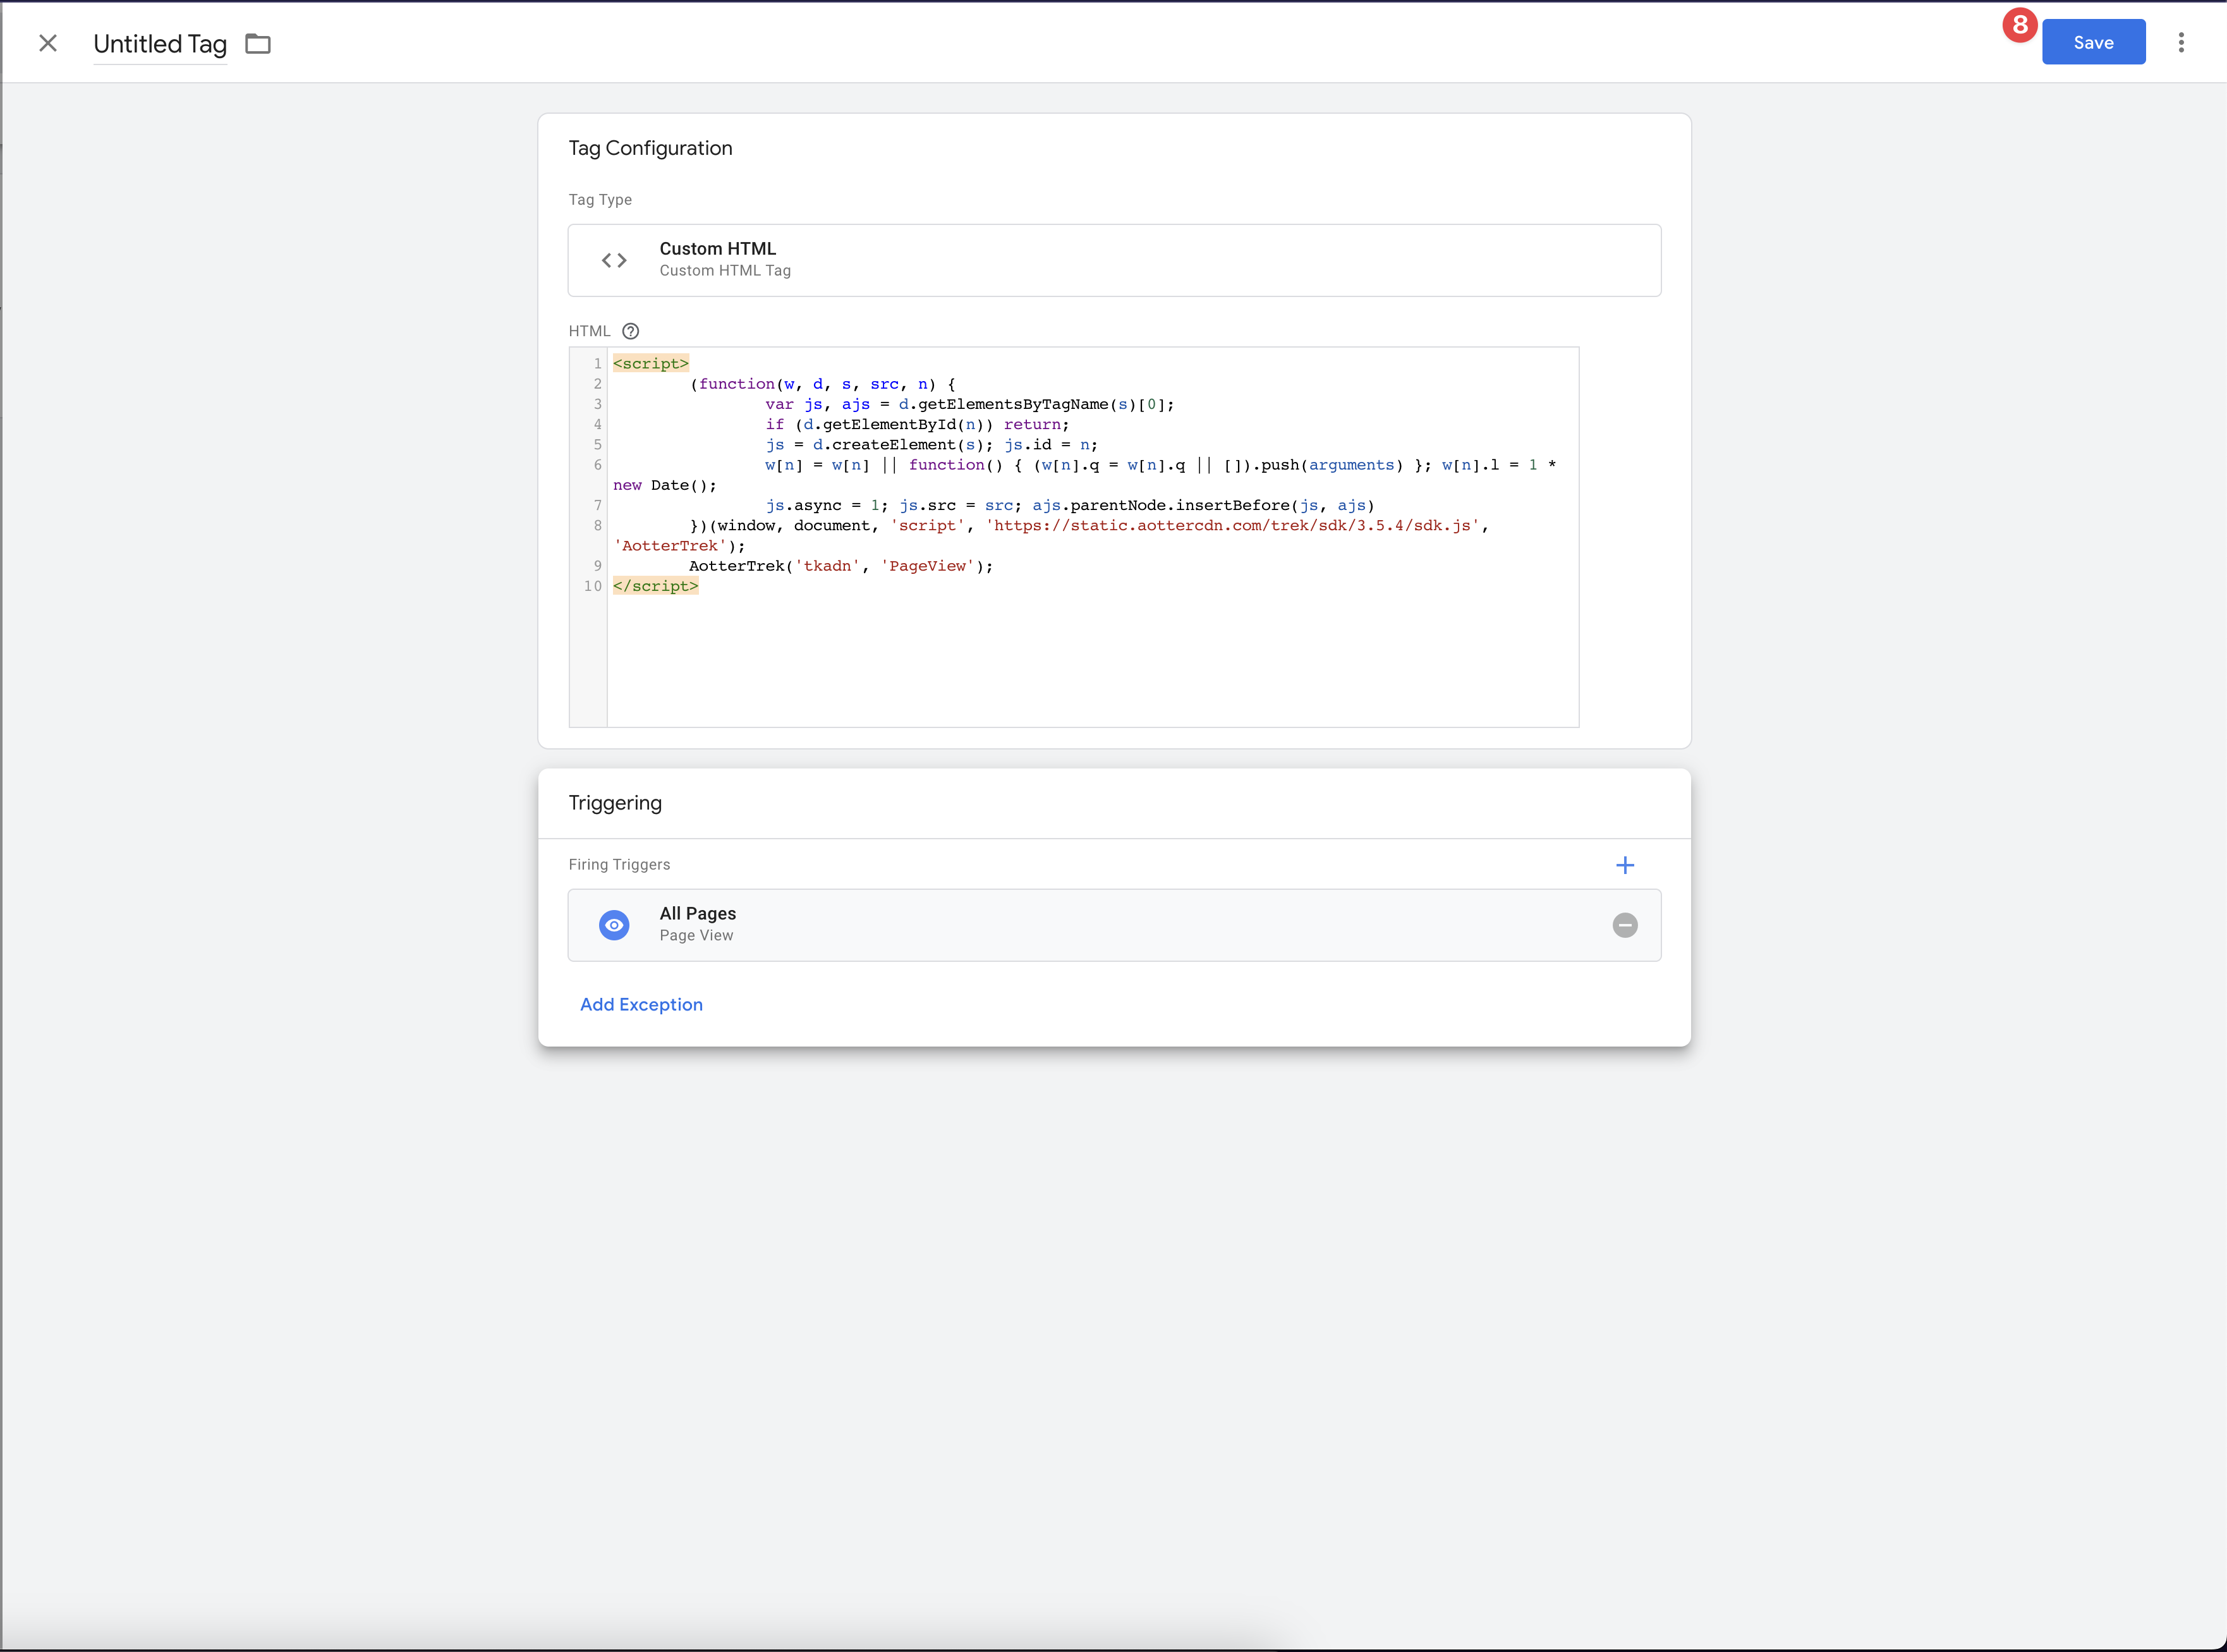 Untitled Tag
8
Save
Tag Configuration
Tag Type
Custom HTML
Custom HTML Tag
HTML
1 <script>
2 (function(w, d, s, src, n) {
3 var js, ajs = d.getElementsByTagName(s)[0];
4 if (d.getElementById(n)) return;
5 js = d.createElement(s); js.id = n;
6 w[n] = w[n] || function() { (w[n].q = w[n].q || []).push(arguments) }; w[n].l = 1 *
new Date();
7 js.async = 1; js.src = src; ajs.parentNode.insertBefore(js, ajs)
8 })(window, document, 'script', 'https://static.aottercdn.com/trek/sdk/3.5.4/sdk.js',
'AotterTrek');
9 AotterTrek('tkadn', 'PageView');
10 </script>
Triggering
Firing Triggers
All Pages
Page View
Add Exception